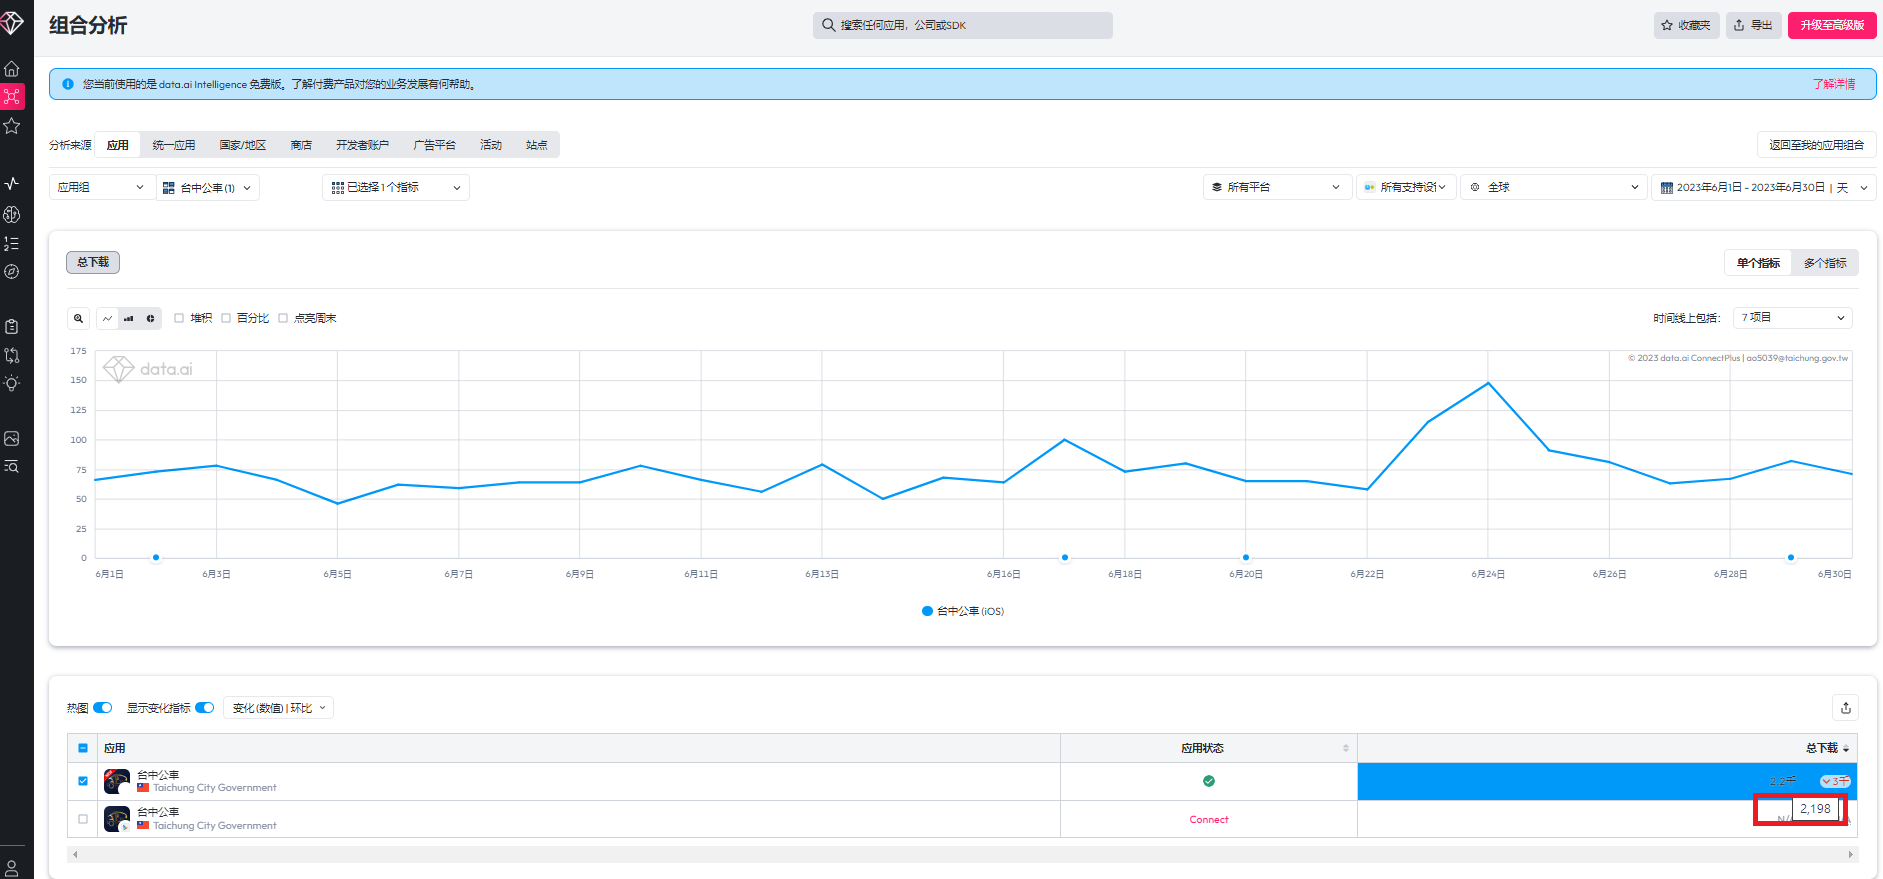 组合分析
搜索任何应用，公司或SDK
收藏夹
导出
升级至高级版
您当前使用的是 data.ai Intelligence 免费版。了解付费产品对您的业务发展有何帮助。
了解详情
分析来源 应用 统一应用 国家/地区 商店 开发者账户 广告平台 活动 站点
返回至我的应用组合
应用组 台中公車 (1) 已选择 1 个指标 所有平台 所有支持设 全球 2023年6月1日 - 2023年6月30日 | 天
总下载
单个指标 多个指标
堆积 百分比 点亮周末
时间线上包括： 7 项目
data.ai
© 2023 data.ai ConnectPlus | ao5039@taichung.gov.tw
175
150
125
100
75
50
25
0
6月1日 6月3日 6月5日 6月7日 6月9日 6月11日 6月13日 6月16日 6月18日 6月20日 6月22日 6月24日 6月26日 6月28日 6月30日
台中公車 (iOS)
热图 显示变化指标 变化 (数值) | 环比
应用 应用状态 总下载
台中公車
Taichung City Government
2.2千 3千
台中公車
Taichung City Government
Connect
2,198